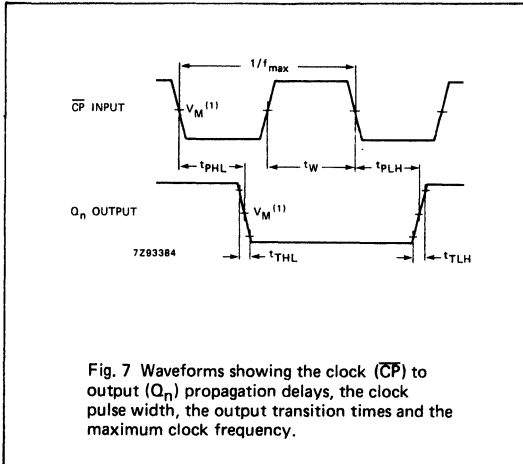 1/fmax
CP INPUT
VM(1)
tPHL
tW
tPLH
Qn OUTPUT
VM(1)
7Z93384
tTHL
tTLH
Fig. 7 Waveforms showing the clock (CP) to
output (Qn) propagation delays, the clock
pulse width, the output transition times and the
maximum clock frequency.